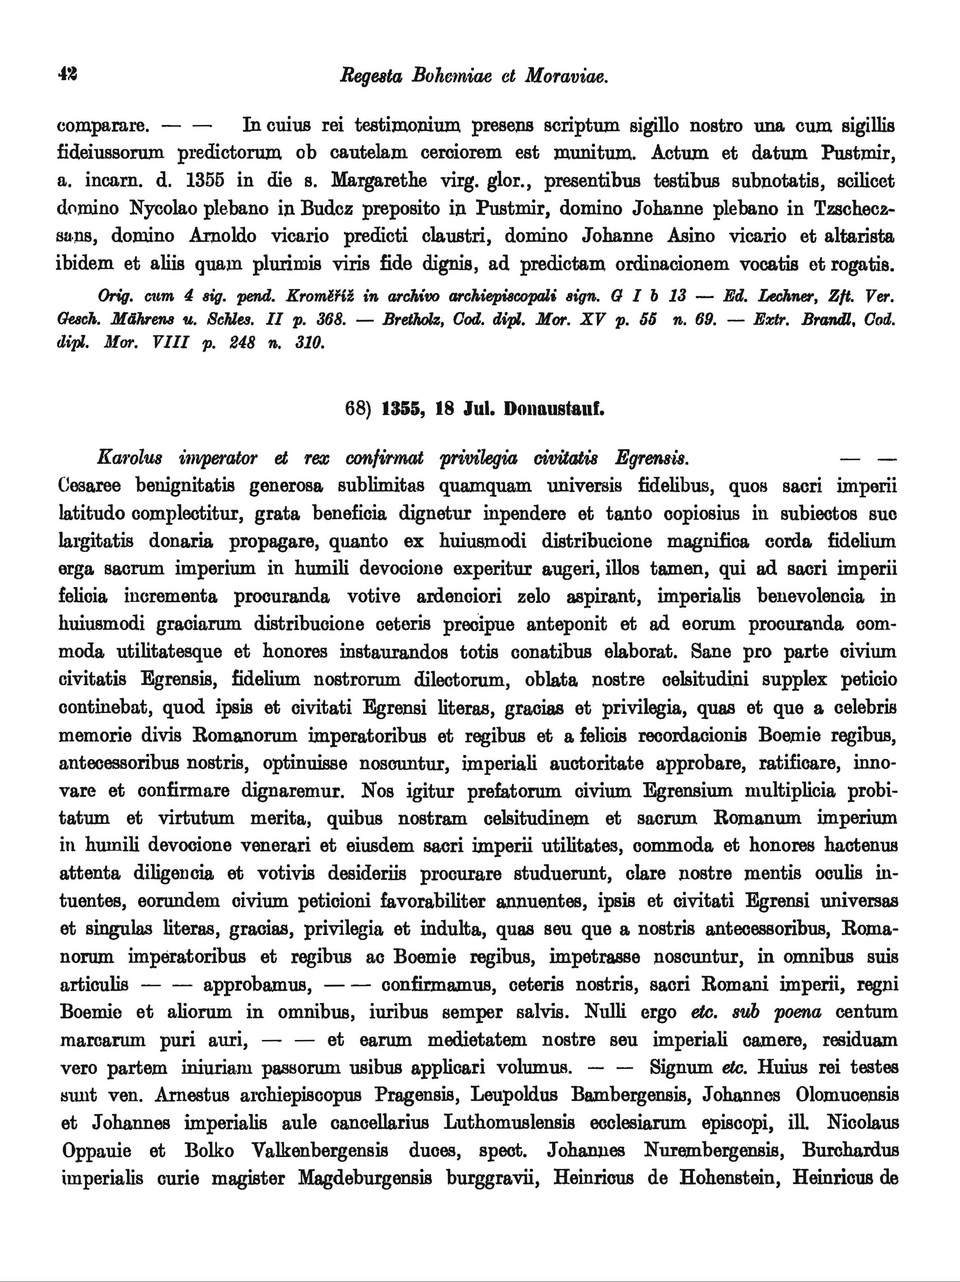 42 Regesta Bohemiae et Moraviae.
comparare. — — In cuius rei testimonium presens scriptum sigillo nostro una cum sigillis
fideiussorum predictorum ob cautelam cerciorem est munitum. Actum et datum Pustmir,
a. incarn. d. 1355 in die s. Margarethe virg. glor., presentibus testibus subnotatis, scilicet
domino Nycolao plebano in Budcz preposito in Pustmir, domino Johanne plebano in Tzschecz-
sans, domino Arnoldo vicario predicti claustri, domino Johanne Asino vicario et altarista
ibidem et aliis quam plurimis viris fide dignis, ad predictam ordinacionem vocatis et rogatis.
Orig. cum 4 sig. pend. Kroměříž in archivo archiepiscopali sign. G I b 13 — Ed. Lechner, Zft. Ver.
Gesch. Mährens u. Schles. II p. 368. — Bretholz, Cod. dipl. Mor. XV p. 55 n. 69. — Extr. Brandl, Cod.
dipl. Mor. VIII p. 248 n. 310.
68) 1355, 18 Jul. Donaustauf.
Karolus imperator et rex confirmat privilegia civitatis Egrensis. — —
Cesaree benignitatis generosa sublimitas quamquam universis fidelibus, quos sacri imperii
latitudo complectitur, grata beneficia dignetur inpendere et tanto copiosius in subiectos sue
largitatis donaria propagare, quanto ex huiusmodi distribucione magnifica corda fidelium
erga sacrum imperium in humili devocione experitur augeri, illos tamen, qui ad sacri imperii
felicia incrementa procuranda votive ardenciori zelo aspirant, imperialis benevolencia in
huiusmodi graciarum distribucione ceteris precipue anteponit et ad eorum procuranda com-
moda utilitatesque et honores instaurandos totis conatibus elaborat. Sane pro parte civium
civitatis Egrensis, fidelium nostrorum dilectorum, oblata nostre celsitudini supplex peticio
continebat, quod ipsis et civitati Egrensi literas, gracias et privilegia, quas et que a celebris
memorie divis Romanorum imperatoribus et regibus et a felicis recordacionis Boemie regibus,
antecessoribus nostris, optinuisse noscuntur, imperiali auctoritate approbare, ratificare, inno-
vare et confirmare dignaremur. Nos igitur prefatorum civium Egrensium multiplicia probi-
tatum et virtutum merita, quibus nostram celsitudinem et sacrum Romanum imperium
in humili devocione venerari et eiusdem sacri imperii utilitates, commoda et honores hactenus
attenta diligencia et votivis desideriis procurare studuerunt, clare nostre mentis oculis in-
tuentes, eorundem civium peticioni favorabiliter annuentes, ipsis et civitati Egrensi universas
et singulas literas, gracias, privilegia et indulta, quas seu que a nostris antecessoribus, Roma-
norum imperatoribus et regibus ac Boemie regibus, impetrasse noscuntur, in omnibus suis
articulis — — approbamus, — — confirmamus, ceteris nostris, sacri Romani imperii, regni
Boemie et aliorum in omnibus, iuribus semper salvis. Nulli ergo etc. sub poena centum
marcarum puri auri, — — et earum medietatem nostre seu imperiali camere, residuam
vero partem iniuriam passorum usibus applicari volumus. — — Signum etc. Huius rei testes
sunt ven. Arnestus archiepiscopus Pragensis, Leupoldus Bambergensis, Johannes Olomucensis
et Johannes imperialis aule cancellarius Luthomuslensis ecclesiarum episcopi, ill. Nicolaus
Oppauie et Bolko Valkenbergensis duces, spect. Johannes Nurembergensis, Burchardus
imperialis curie magister Magdeburgensis burggravii, Heinricus de Hohenstein, Heinricus de